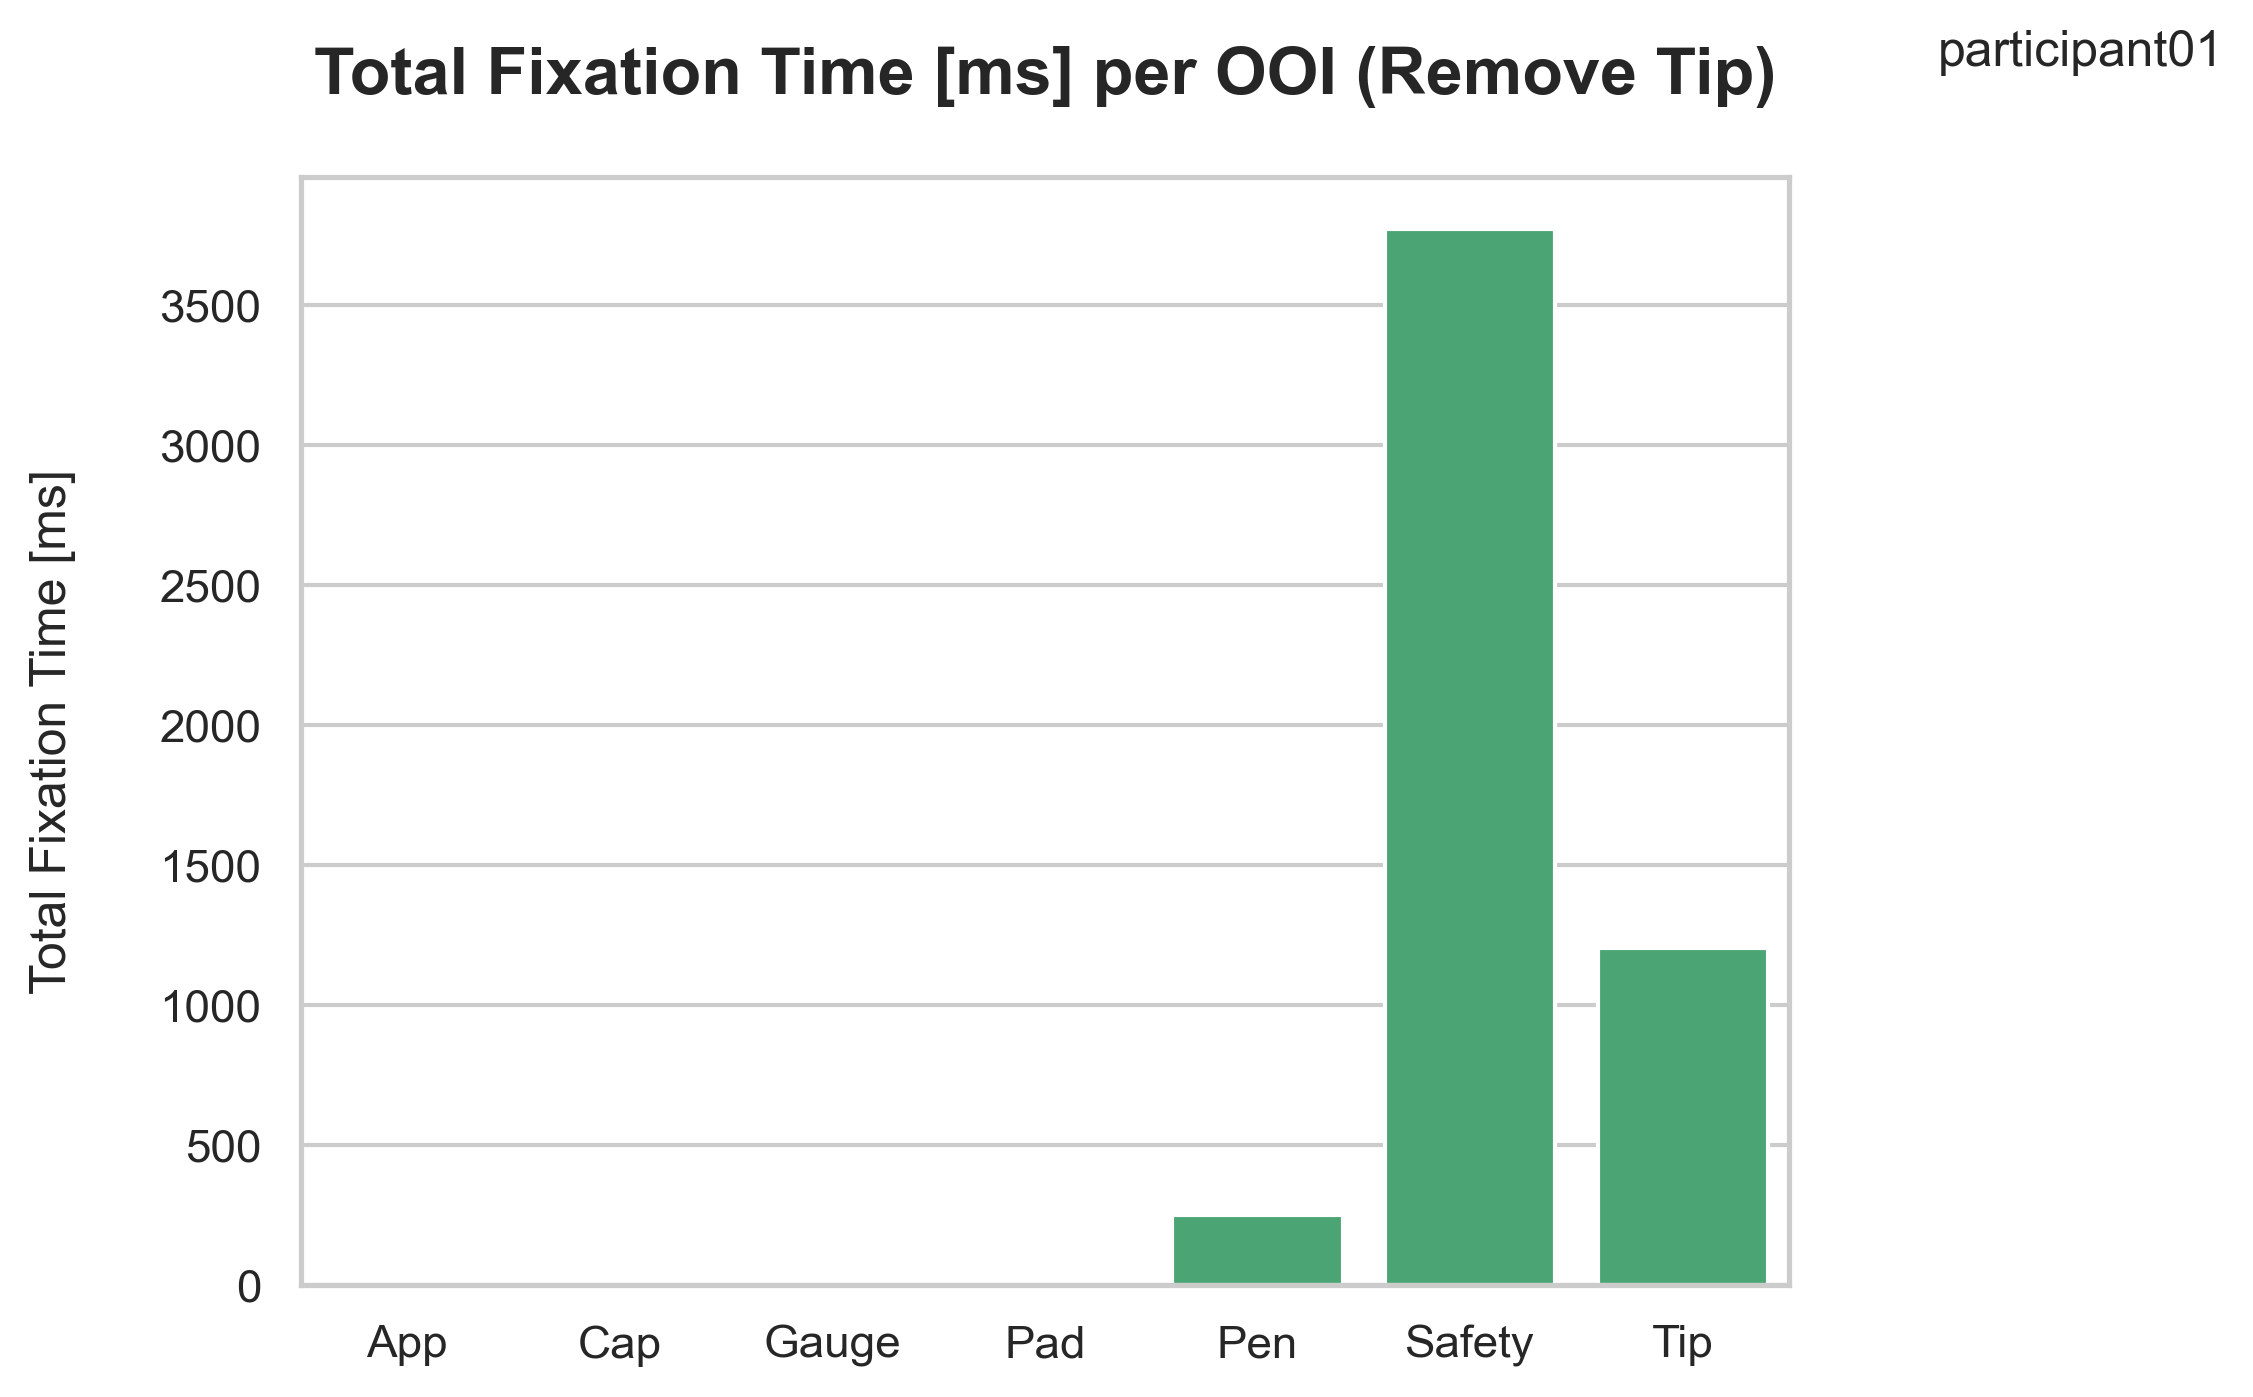 Total Fixation Time [ms] per OOI (Remove Tip)
participant01
Total Fixation Time [ms]
3500
3000
2500
2000
1500
1000
500
0
App Cap Gauge Pad Pen Safety Tip